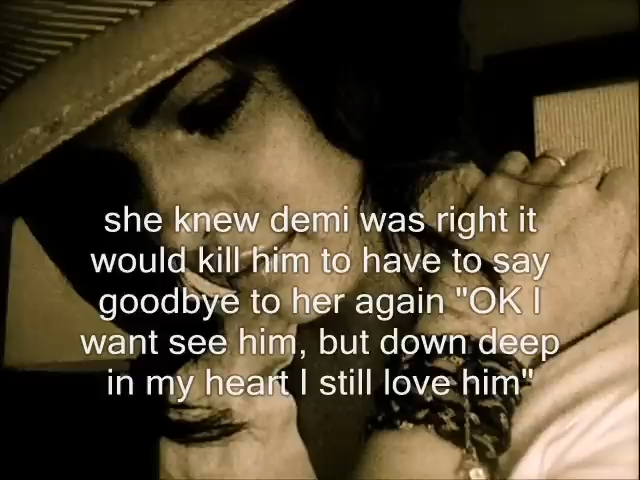 she knew demi was right it
would kill him to have to say
goodbye to her again "OK I
want see him, but down deep
in my heart I still love him"